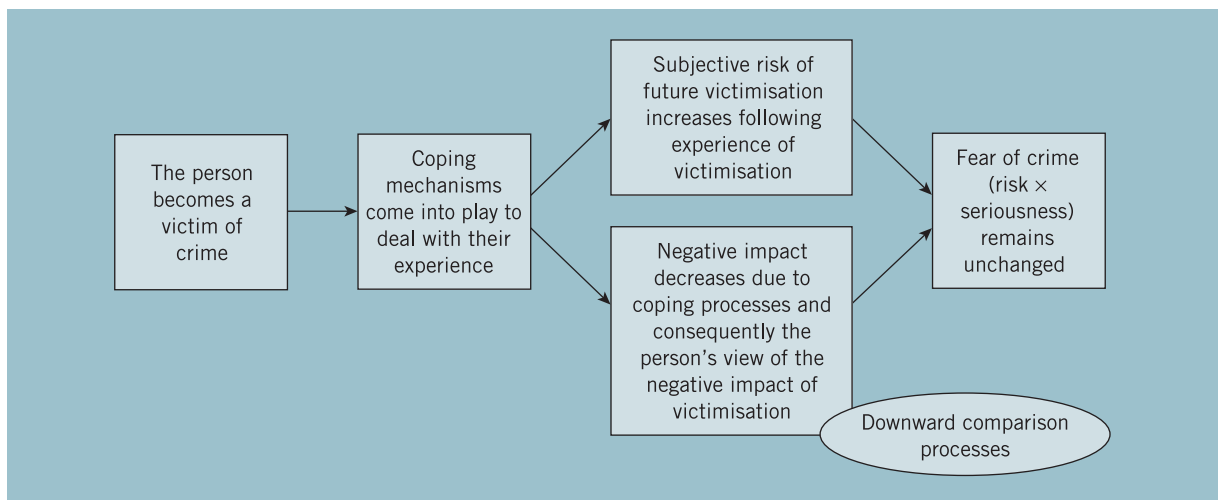 The person
becomes a
victim of
crime
Coping
mechanisms
come into play to
deal with their
experience
Subjective risk of
future victimisation
increases following
experience of
victimisation
Negative impact
decreases due to
coping processes and
consequently the
person’s view of the
negative impact of
victimisation
Downward comparison
processes
Fear of crime
(risk ×
seriousness)
remains
unchanged